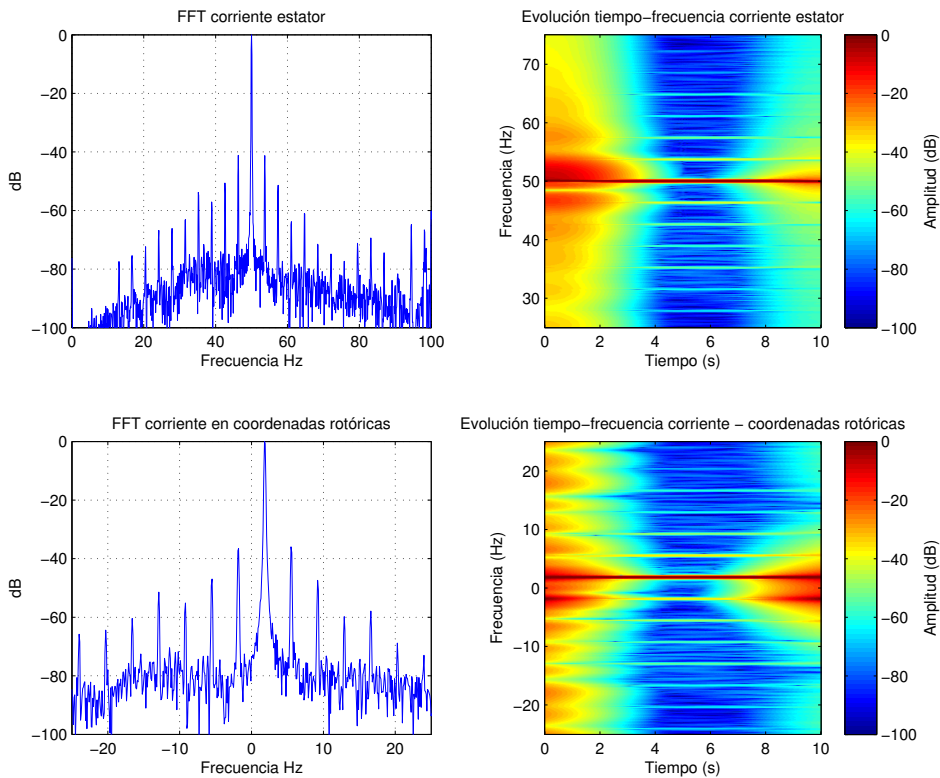 FFT corriente estator
0
−20
−40
−60
−80
−100
dB
0 20 40 60 80 100
Frecuencia Hz
Evolución tiempo−frecuencia corriente estator
70
60
50
40
30
Frecuencia (Hz)
0 2 4 6 8 10
Tiempo (s)
0
−20
−40
−60
−80
−100
Amplitud (dB)
FFT corriente en coordenadas rotóricas
0
−20
−40
−60
−80
−100
dB
−20 −10 0 10 20
Frecuencia Hz
Evolución tiempo−frecuencia corriente − coordenadas rotóricas
20
10
0
−10
−20
Frecuencia (Hz)
0 2 4 6 8 10
Tiempo (s)
0
−20
−40
−60
−80
−100
Amplitud (dB)